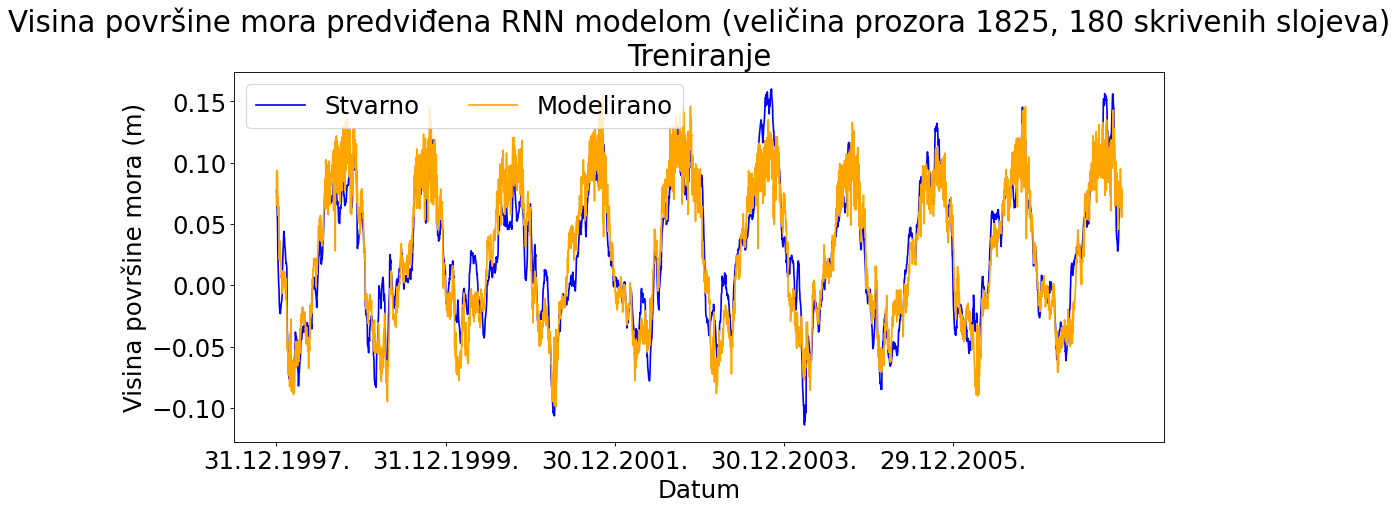 Visina površine mora predviđena RNN modelom (veličina prozora 1825, 180 skrivenih slojeva)
Treniranje
Stvarno Modelirano
Visina površine mora (m)
0.15
0.10
0.05
0.00
−0.05
−0.10
31.12.1997. 31.12.1999. 30.12.2001. 30.12.2003. 29.12.2005.
Datum